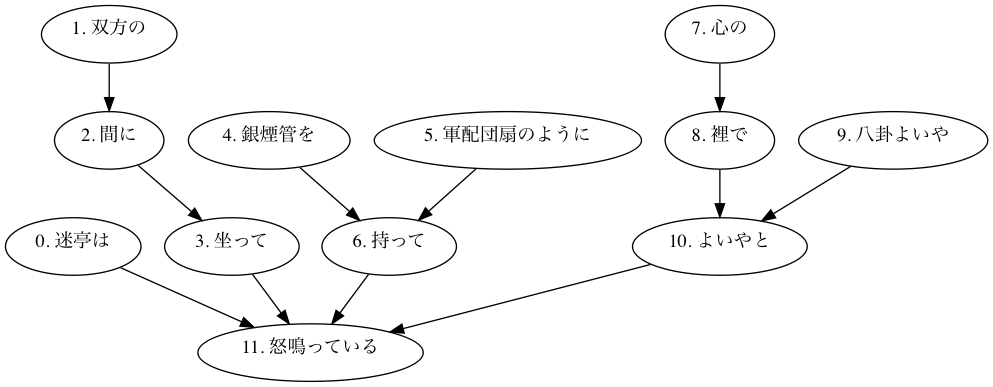 1. 双方の
7. 心の
2. 間に
4. 銀煙管を
5. 軍配団扇のように
8. 裡で
9. 八卦よいや
0. 迷亭は
3. 坐って
6. 持って
10. よいやと
11. 怒鳴っている